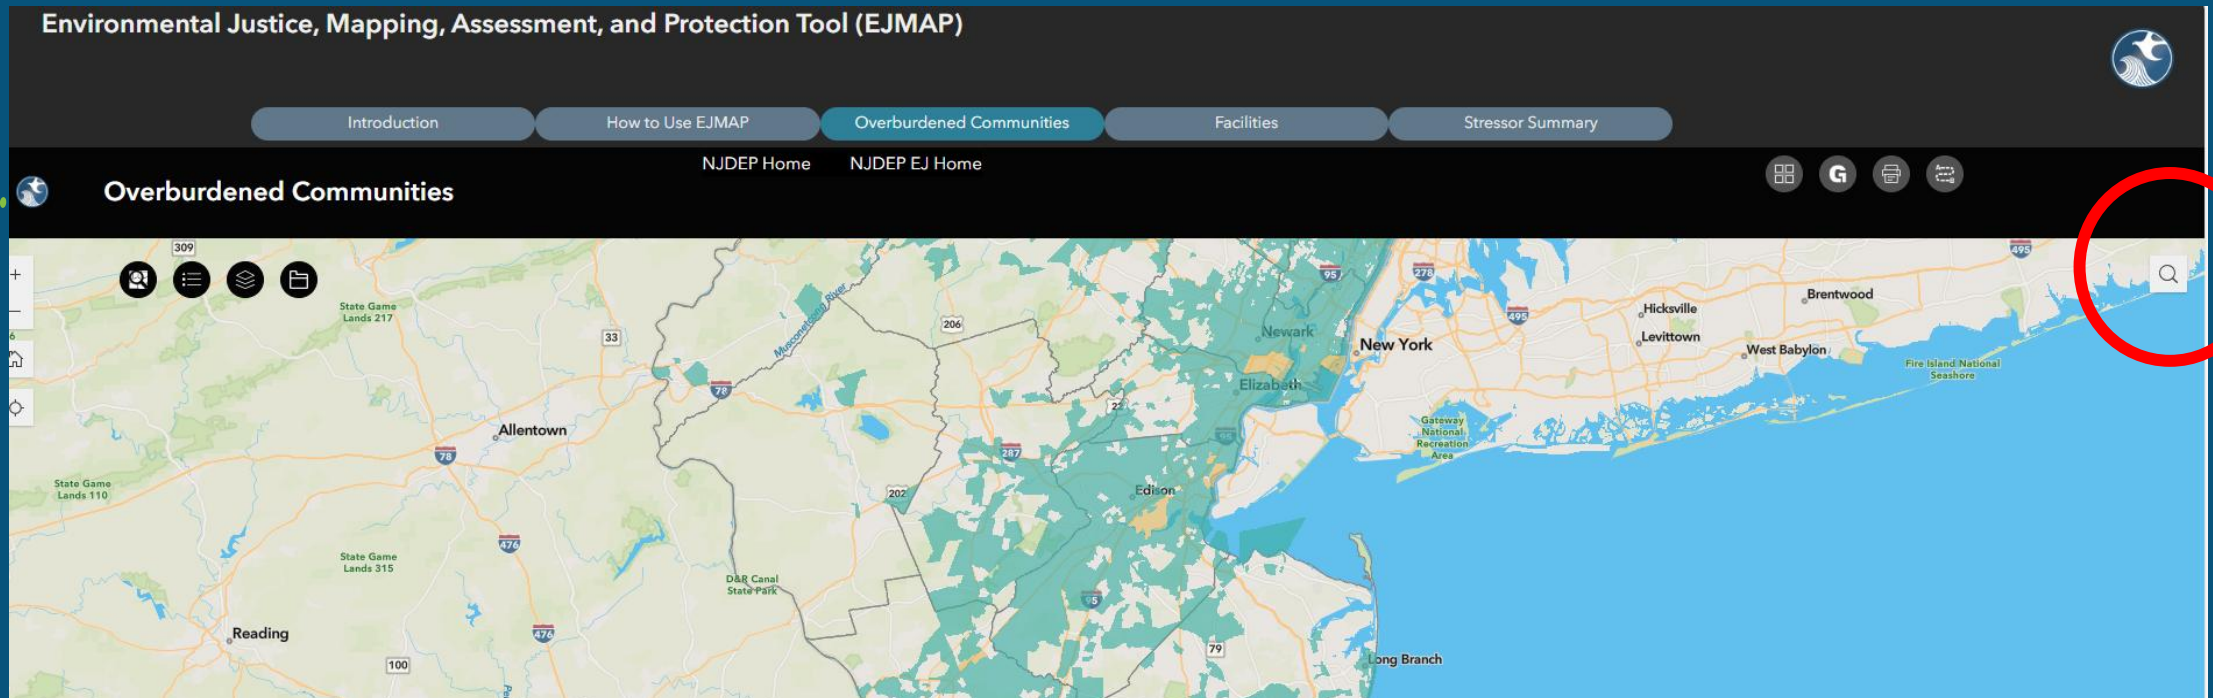 Environmental Justice, Mapping, Assessment, and Protection Tool (EJMAP)
Introduction
How to Use EJMAP
Overburdened Communities
Facilities
Stressor Summary
NJDEP Home
NJDEP EJ Home
G
Overburdened Communities
309
495
+
State Game
Lands 217
95
278
Brentwood
Hicksville
495
Musconetcong River
206
33
Newark
New York
Levittown
West Babylon
Fire Island National
Seashore
78
Elizabeth
22
Allentown
Gateway
National
Recreation
Area
95
287
78
State Game
Lands 110
202
Edison
476
State Game
Lands 315
D&R Canal
State Park
95
Reading
476
79
100
Long Branch